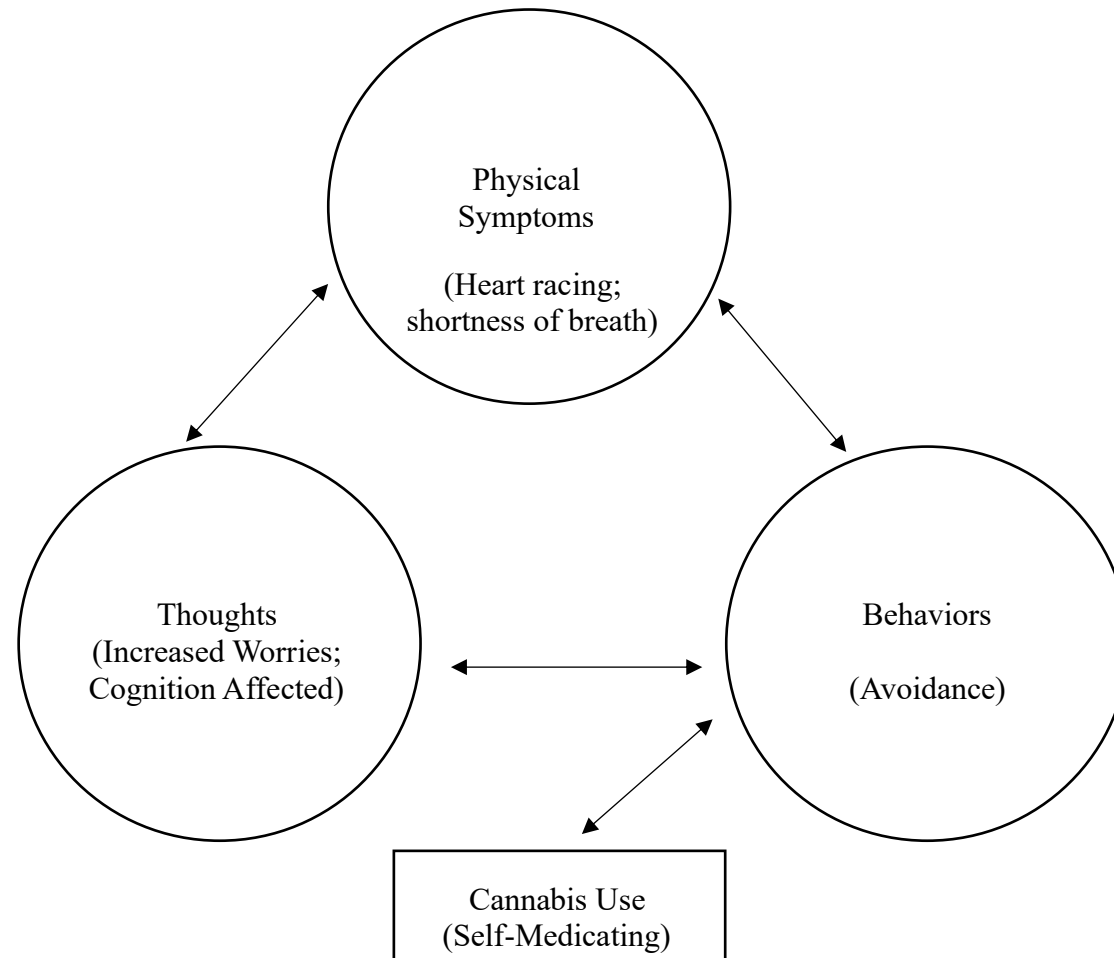 Physical
Symptoms
(Heart racing;
shortness of breath)
Thoughts
(Increased Worries;
Cognition Affected)
Behaviors
(Avoidance)
Cannabis Use
(Self-Medicating)